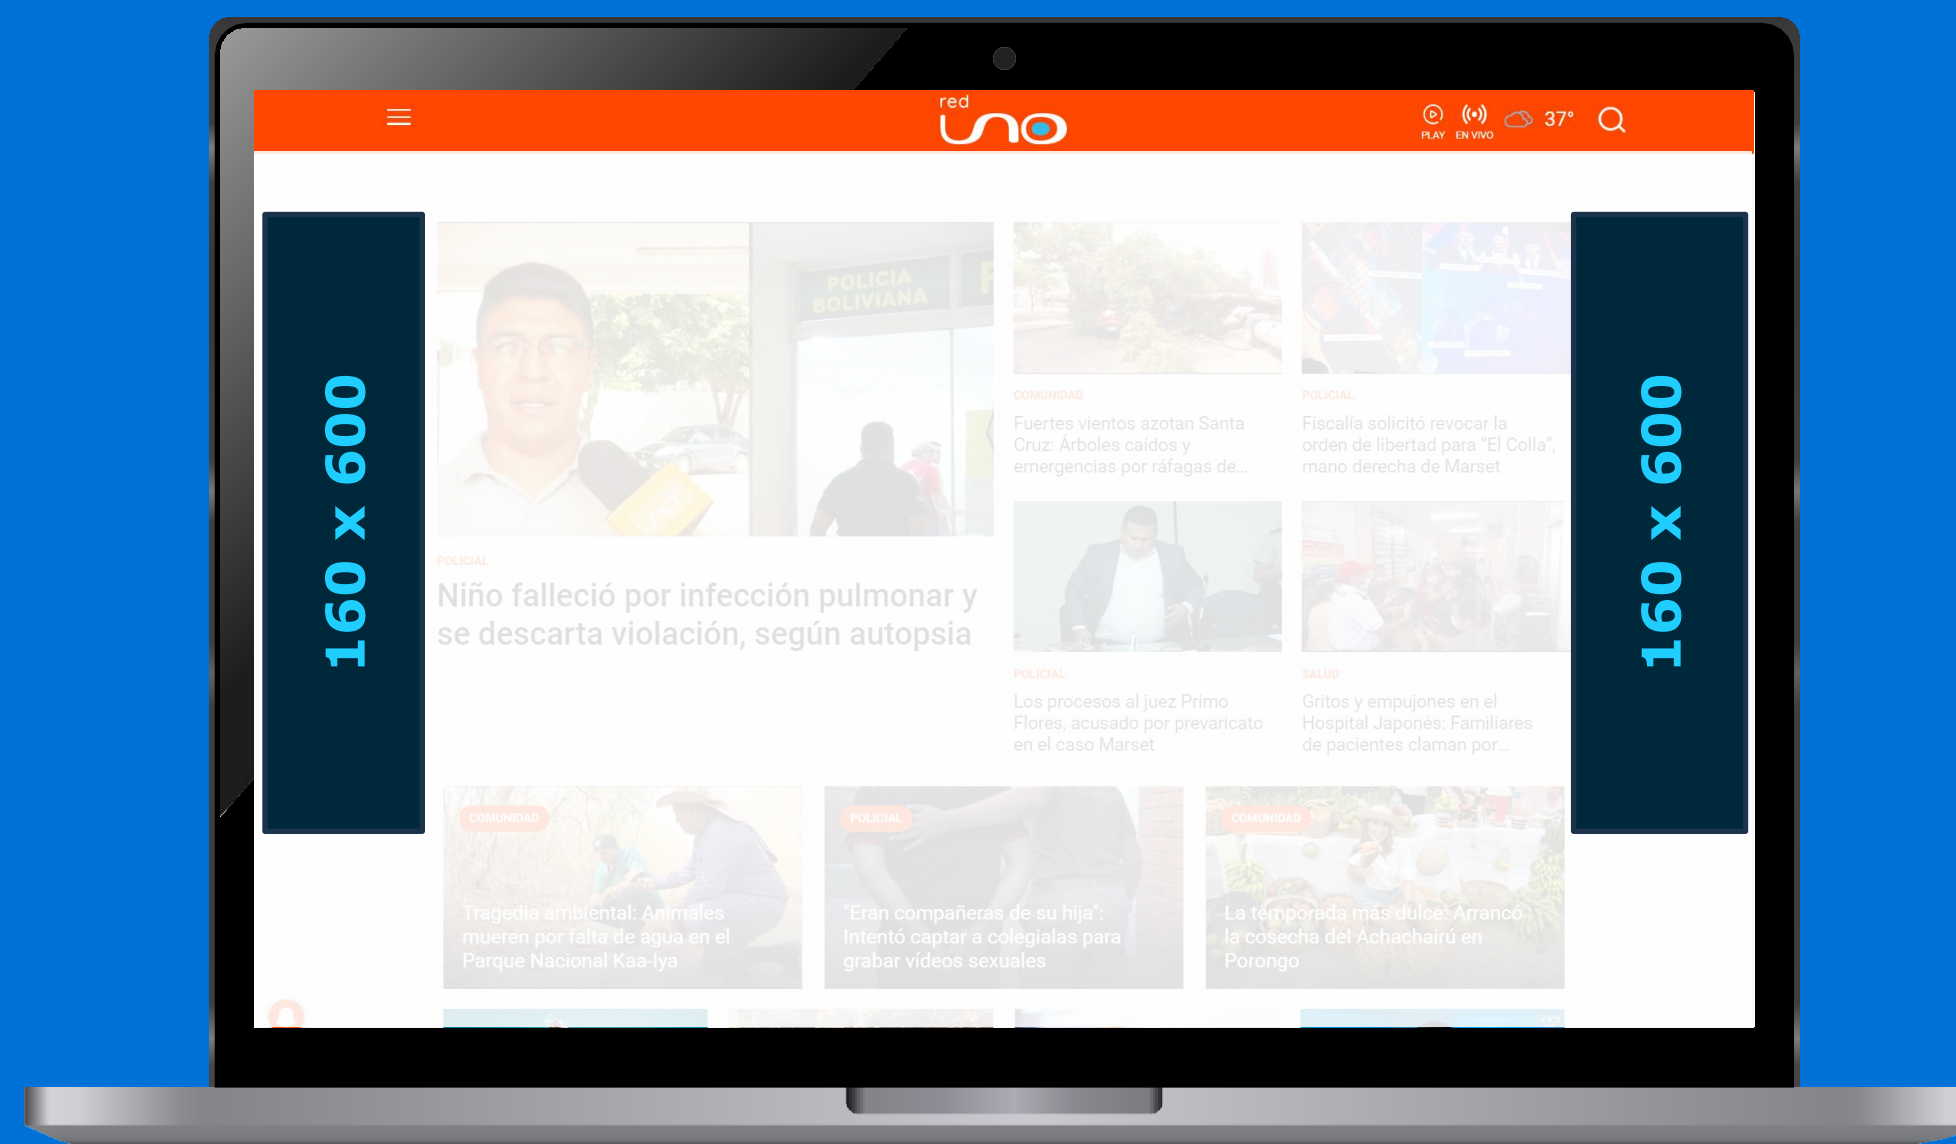 red
uno
PLAY
EN VIVO
37°
160 x 600
160 x 600
POLICIA
BOLIVIANA
POLICIAL
Niño falleció por infección pulmonar y
se descarta violación, según autopsia
COMUNIDAD
Fuertes vientos azotan Santa
Cruz: Árboles caídos y
emergencias por ráfagas de...
POLICIAL
Fiscalía solicitó revocar la
orden de libertad para “El Colla”,
mano derecha de Marset
POLICIAL
Los procesos al juez Primo
Flores, acusado por prevaricato
en el caso Marset
SALUD
Gritos y empujones en el
Hospital Japonés: Familiares
de pacientes claman por...
COMUNIDAD
Tragedia ambiental: Animales
mueren por falta de agua en el
Parque Nacional Kaa-Iya
POLICIAL
"Eran compañeras de su hija":
Intentó captar a colegialas para
grabar vídeos sexuales
COMUNIDAD
La temporada más dulce: Arrancó
la cosecha del Achachairú en
Porongo